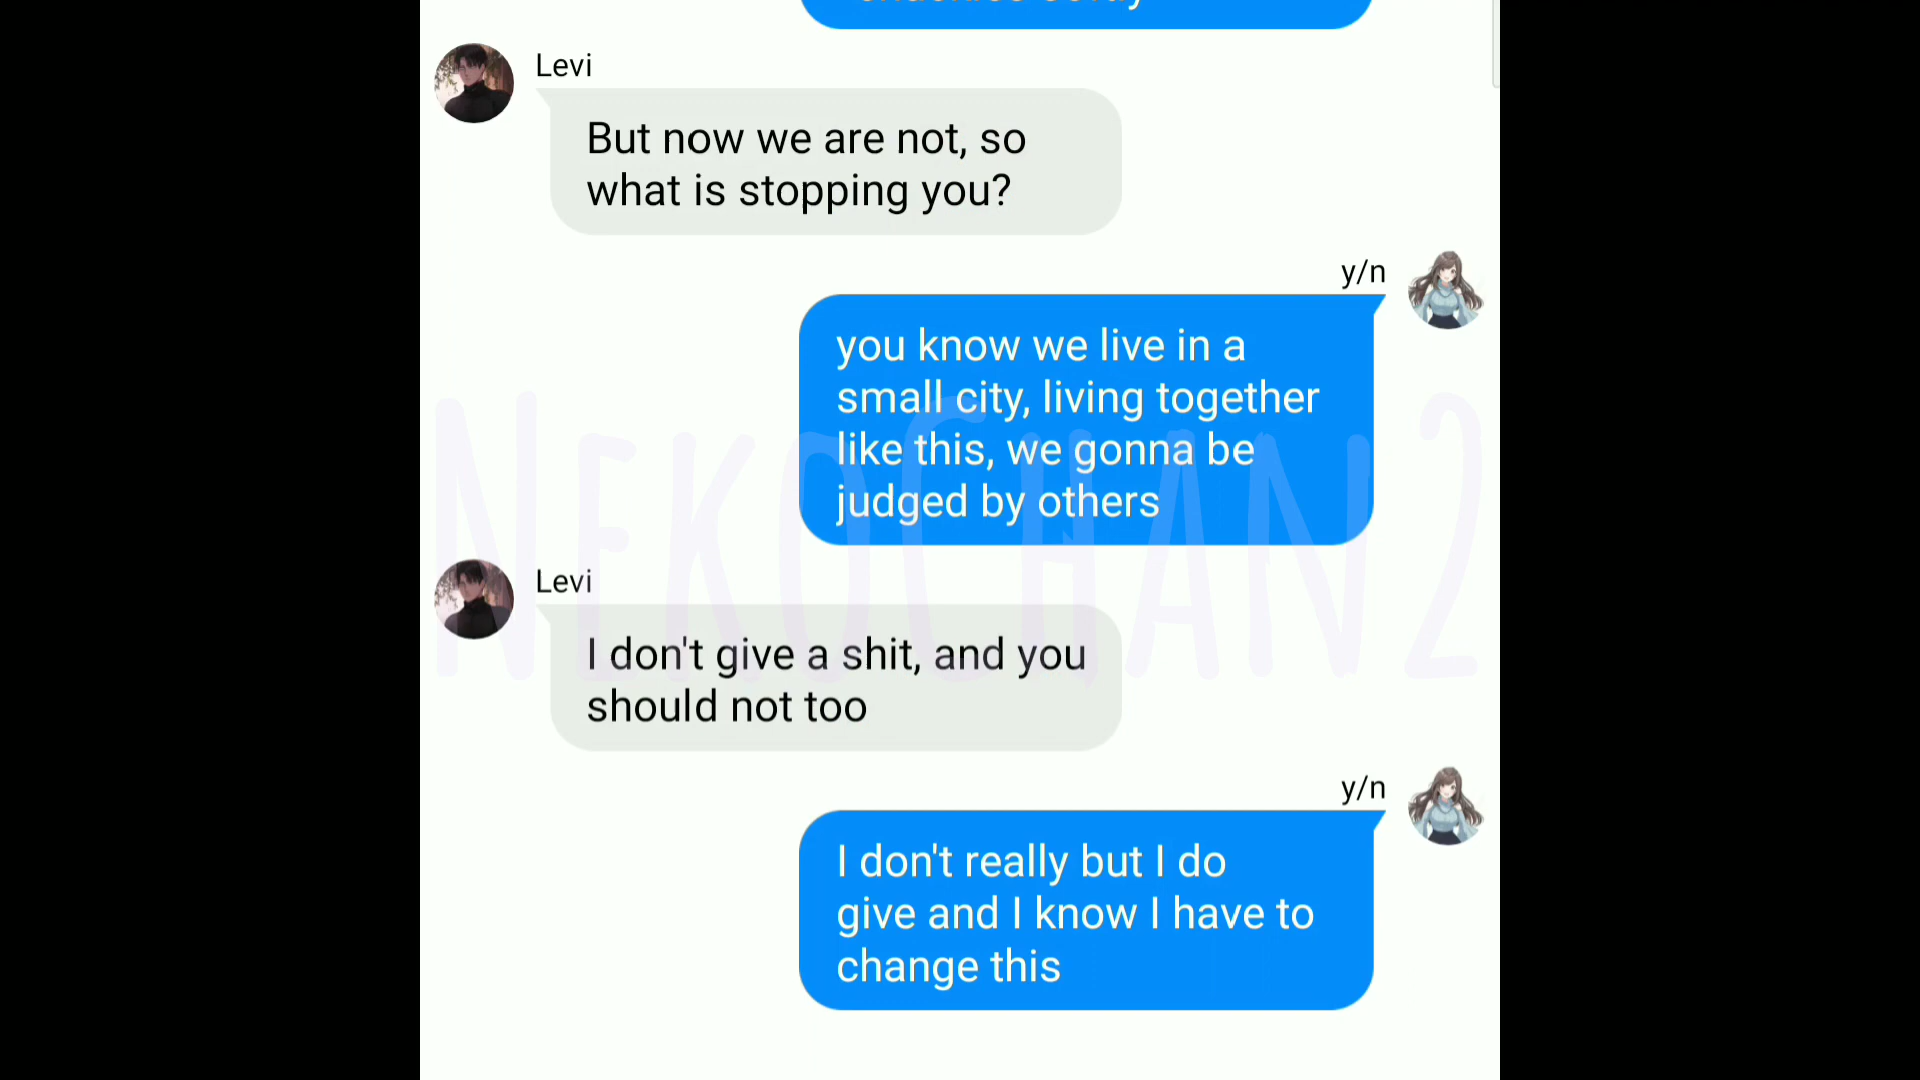 Levi
But now we are not, so
what is stopping you?
y/n
you know we live in a
small city, living together
like this, we gonna be
judged by others
NEKOCHAN2
Levi
I don't give a shit, and you
should not too
y/n
I don't really but I do
give and I know I have to
change this